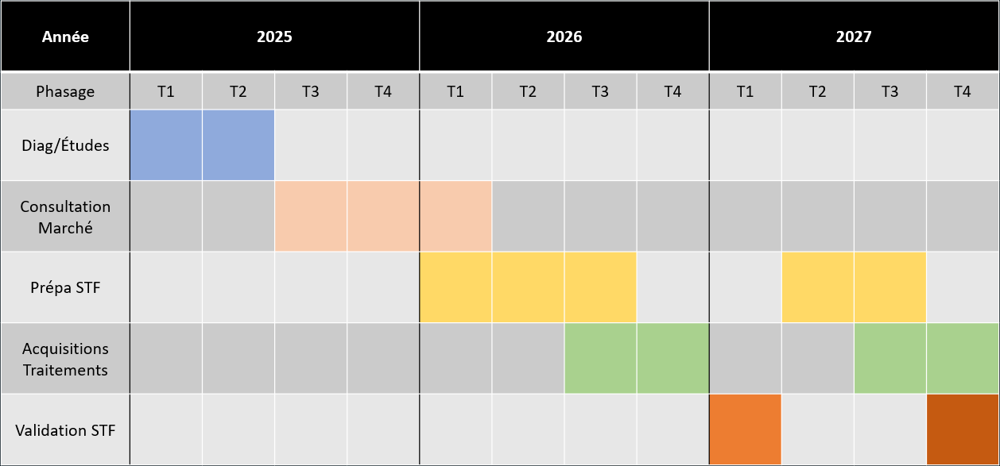 Année 2025 2026 2027
Phasage T1 T2 T3 T4 T1 T2 T3 T4 T1 T2 T3 T4
Diag/Études
Consultation
Marché
Prépa STF
Acquisitions
Traitements
Validation STF